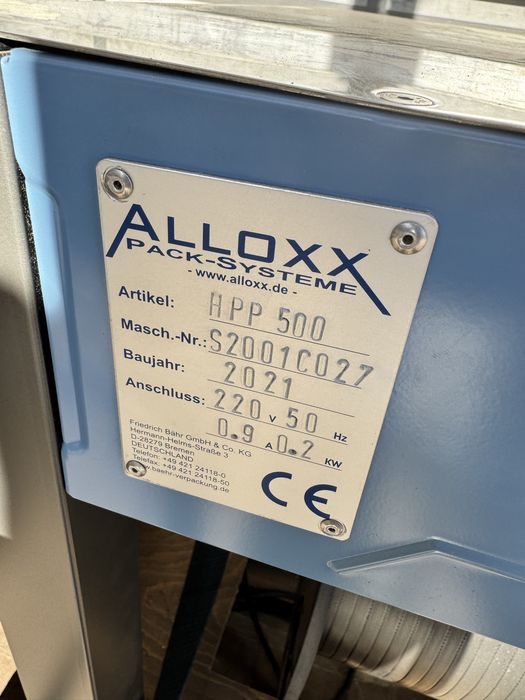 ALLOXX
PACK-SYSTEME
- www.alloxx.de -
Artikel: HPP 500
Masch.-Nr.: S2001C027
Baujahr: 2021
Anschluss: 220 V 50 Hz
0.9 A 0.2 KW
Friedrich Bähr GmbH & Co. KG
Hermann-Helms-Straße 3
D-28279 Bremen
DEUTSCHLAND
Telefon: +49 421 24118-0
Telefax: +49 421 24118-50
www.baehr-verpackung.de
CE